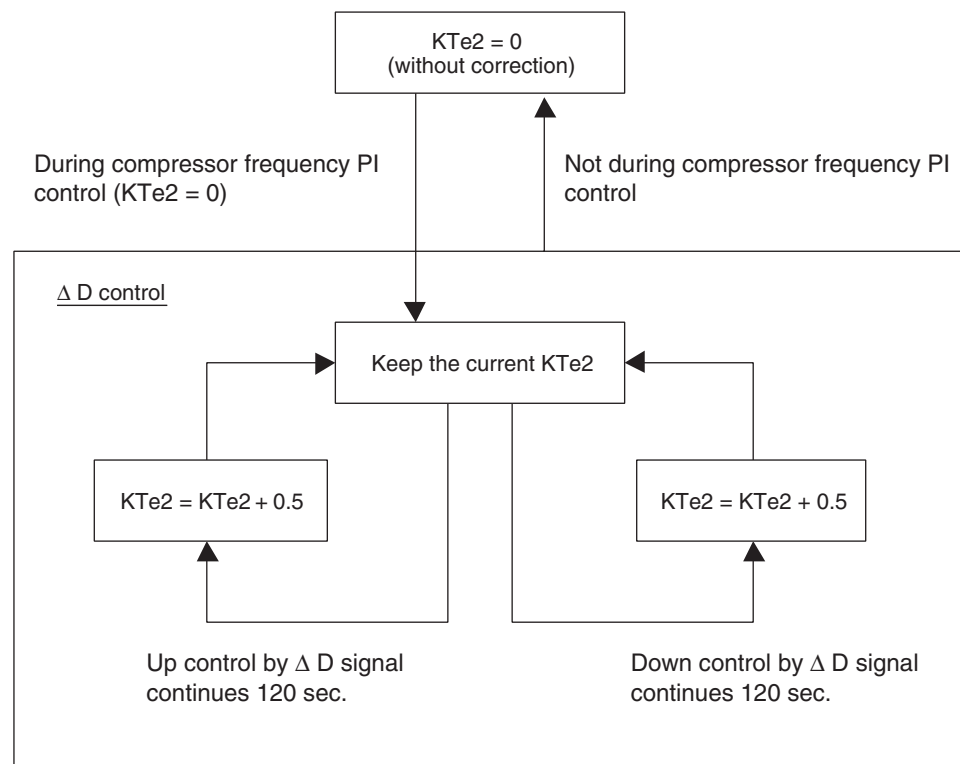 KTe2 = 0
(without correction)
During compressor frequency PI
control (KTe2 = 0)
Not during compressor frequency PI
control
Δ D control
Keep the current KTe2
KTe2 = KTe2 + 0.5
KTe2 = KTe2 + 0.5
Up control by Δ D signal
continues 120 sec.
Down control by Δ D signal
continues 120 sec.